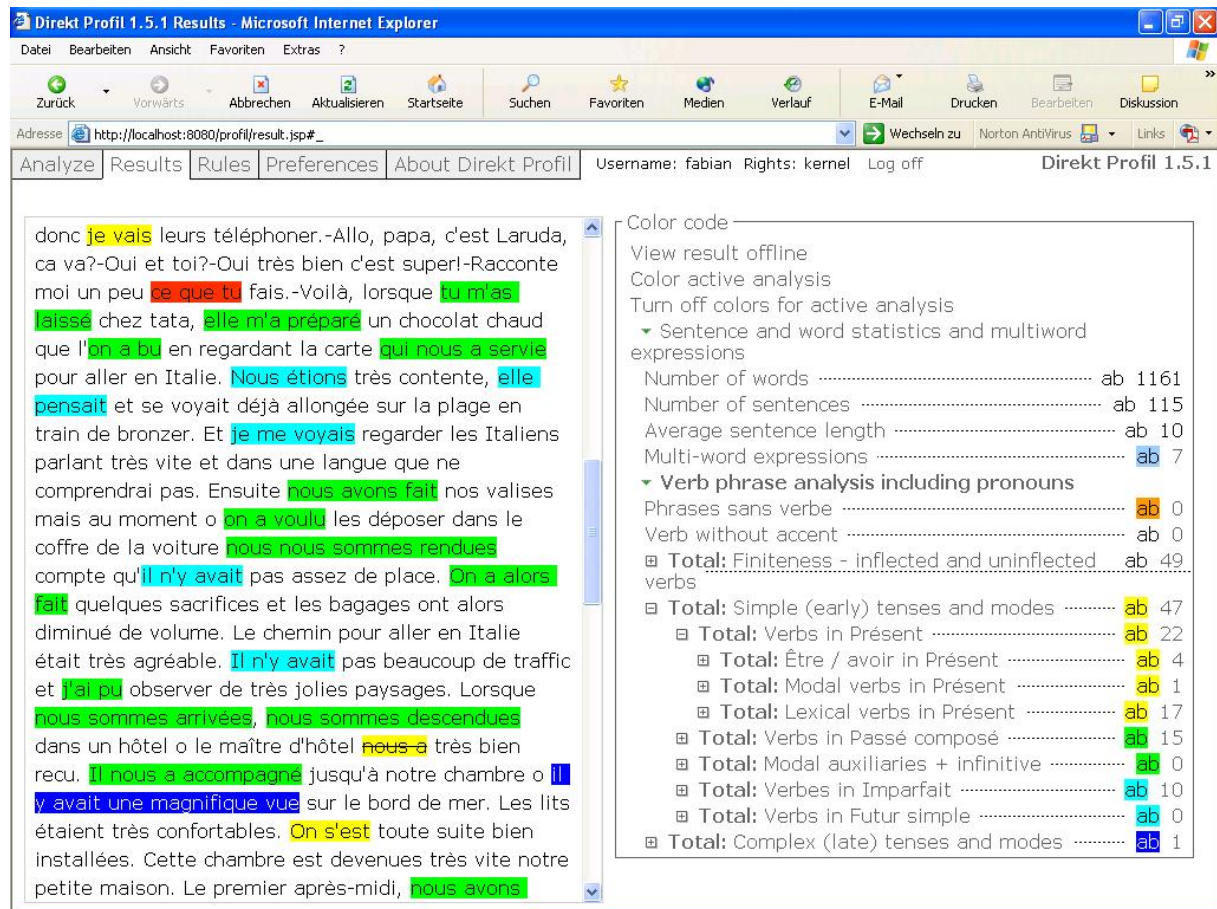 Direkt Profil 1.5.1 Results - Microsoft Internet Explorer
Datei Bearbeiten Ansicht Favoriten Extras ?
Zurück Vorwärts Abbrechen Aktualisieren Startseite Suchen Favoriten Medien Verlauf E-Mail Drucken Bearbeiten Diskussion »
Adresse http://localhost:8080/profil/result.jsp#_ Wechseln zu Norton AntiVirus Links
Analyze Results Rules Preferences About Direkt Profil Username: fabian Rights: kernel Log off Direkt Profil 1.5.1
donc je vais leurs téléphoner.-Allo, papa, c'est Laruda,
ca va?-Oui et toi?-Oui très bien c'est super!-Racconte
moi un peu ce que tu fais.-Voilà, lorsque tu m'as
laissé chez tata, elle m'a préparé un chocolat chaud
que l'on a bu en regardant la carte qui nous a servie
pour aller en Italie. Nous étions très contente, elle
pensait et se voyait déjà allongée sur la plage en
train de bronzer. Et je me voyais regarder les Italiens
parlant très vite et dans une langue que ne
comprendrai pas. Ensuite nous avons fait nos valises
mais au moment o on a voulu les déposer dans le
coffre de la voiture nous nous sommes rendues
compte qu'il n'y avait pas assez de place. On a alors
fait quelques sacrifices et les bagages ont alors
diminué de volume. Le chemin pour aller en Italie
était très agréable. Il n'y avait pas beaucoup de traffic
et j'ai pu observer de très jolies paysages. Lorsque
nous sommes arrivées, nous sommes descendues
dans un hôtel o le maître d'hôtel nous a très bien
recu. Il nous a accompagné jusqu'à notre chambre o il
y avait une magnifique vue sur le bord de mer. Les lits
étaient très confortables. On s'est toute suite bien
installées. Cette chambre est devenues très vite notre
petite maison. Le premier après-midi, nous avons
Color code
View result offline
Color active analysis
Turn off colors for active analysis
Sentence and word statistics and multiword
expressions
Number of words ab 1161
Number of sentences ab 115
Average sentence length ab 10
Multi-word expressions ab 7
Verb phrase analysis including pronouns
Phrases sans verbe ab 0
Verb without accent ab 0
Total: Finiteness - inflected and uninflected ab 49
verbs
Total: Simple (early) tenses and modes ab 47
Total: Verbs in Présent ab 22
Total: Être / avoir in Présent ab 4
Total: Modal verbs in Présent ab 1
Total: Lexical verbs in Présent ab 17
Total: Verbs in Passé composé ab 15
Total: Modal auxiliaries + infinitive ab 0
Total: Verbes in Imparfait ab 10
Total: Verbs in Futur simple ab 0
Total: Complex (late) tenses and modes ab 1